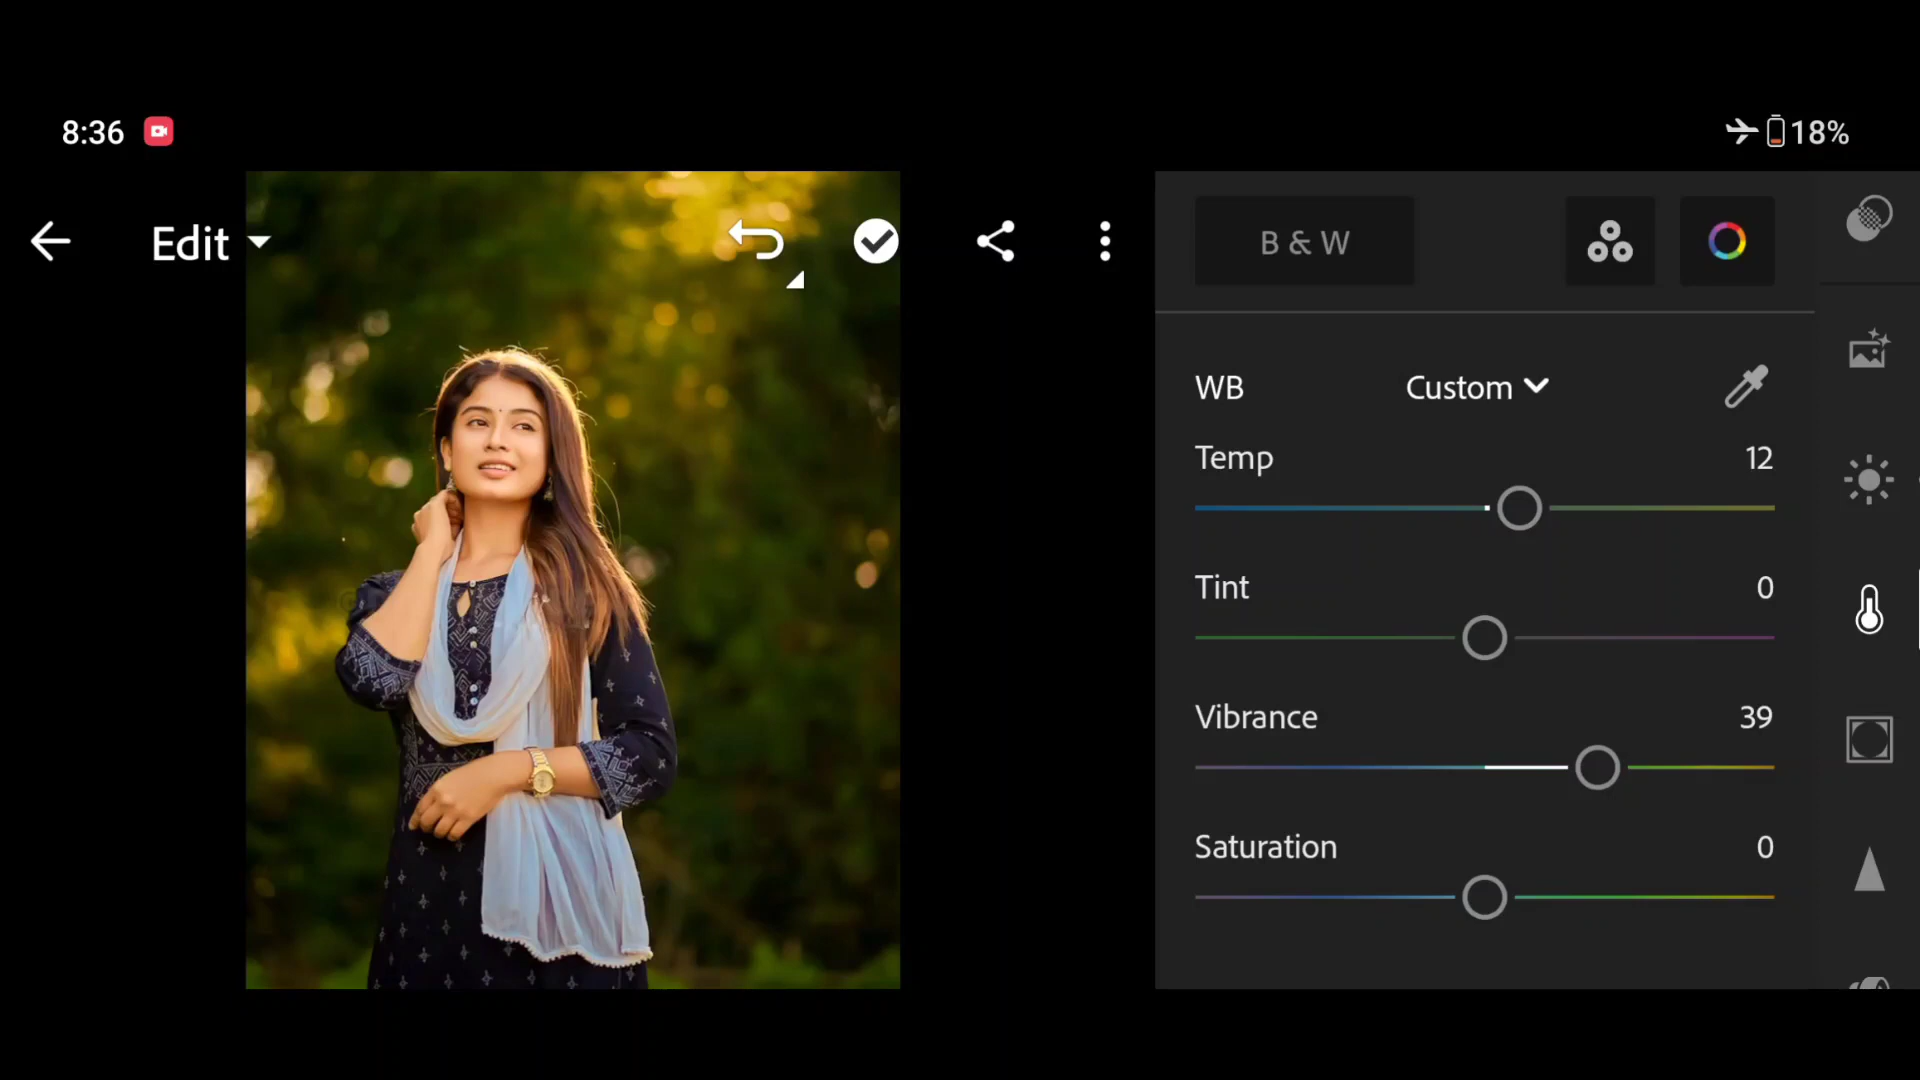 8:36
18%
Edit
B & W
WB Custom
Temp 12
Tint 0
Vibrance 39
Saturation 0